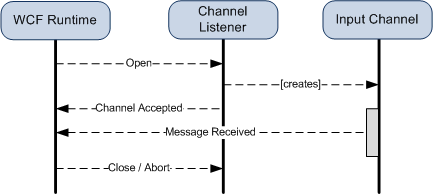 WCF Runtime
Channel
Listener
Input Channel
Open
[creates]
Channel Accepted
Message Received
Close / Abort